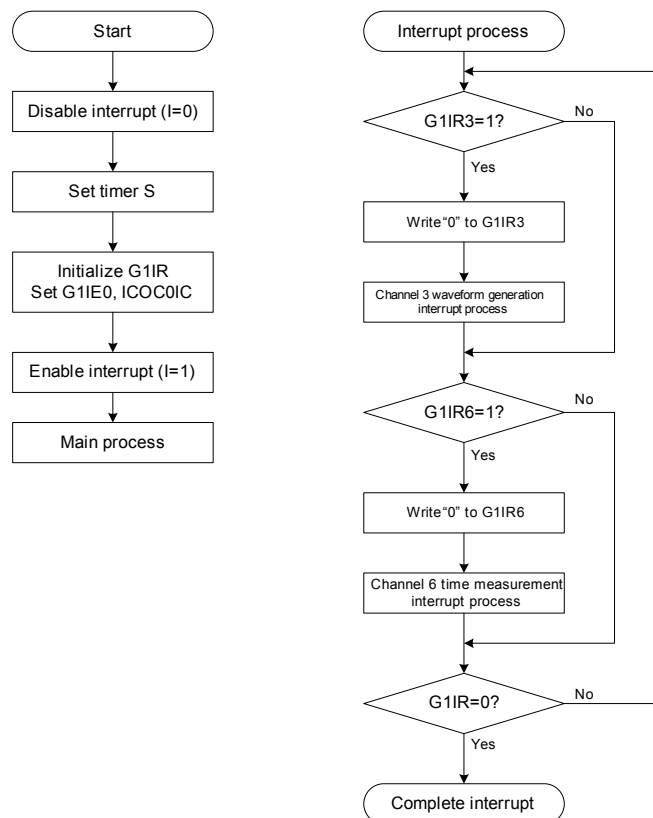 Start
Disable interrupt (I=0)
Set timer S
Initialize G1IR
Set G1IE0, ICOC0IC
Enable interrupt (I=1)
Main process
Interrupt process
G1IR3=1?
No
Yes
Write“0” to G1IR3
Channel 3 waveform generation
interrupt process
G1IR6=1?
No
Yes
Write“0” to G1IR6
Channel 6 time measurement
interrupt process
G1IR=0?
No
Yes
Complete interrupt